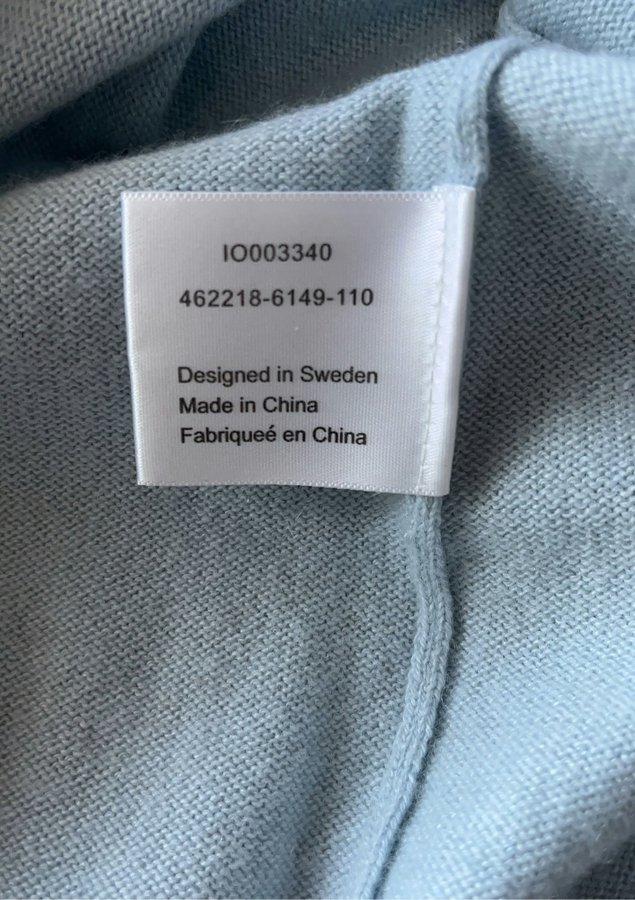 IO003340
462218-6149-110
Designed in Sweden
Made in China
Fabriqueé en China